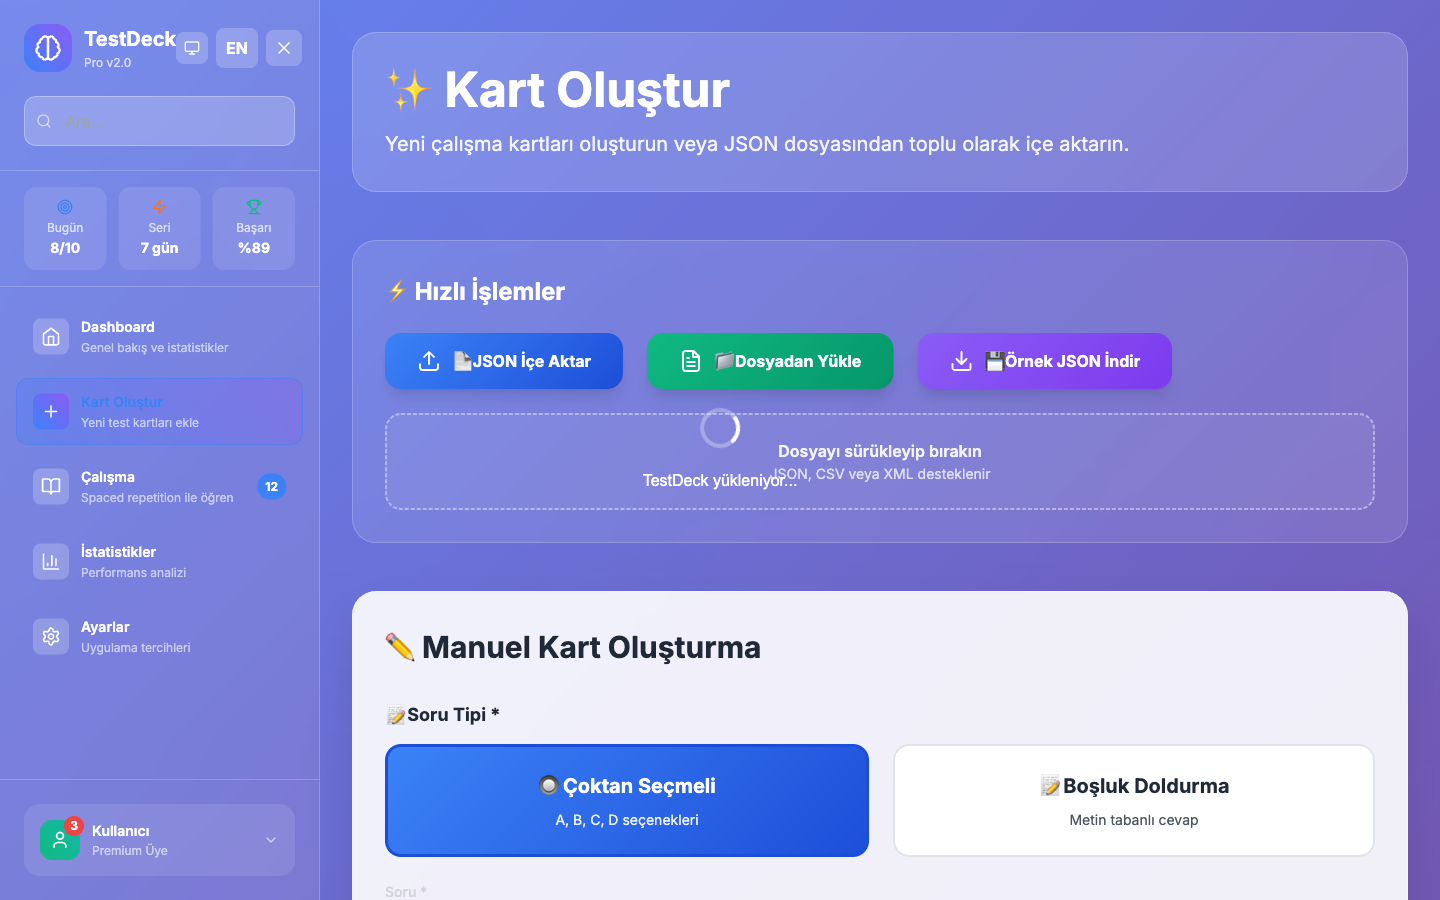 TestDeck
Pro v2.0
EN
Ara...
Bugün
8/10
Seri
7 gün
Başarı
%89
Dashboard
Genel bakış ve istatistikler
Kart Oluştur
Yeni test kartları ekle
Çalışma
Spaced repetition ile öğren
12
İstatistikler
Performans analizi
Ayarlar
Uygulama tercihleri
3
Kullanıcı
Premium Üye
✨ Kart Oluştur
Yeni çalışma kartları oluşturun veya JSON dosyasından toplu olarak içe aktarın.
⚡ Hızlı İşlemler
JSON İçe Aktar
Dosyadan Yükle
Örnek JSON İndir
Dosyayı sürükleyip bırakın
JSON, CSV veya XML desteklenir
TestDeck yükleniyor...
✏️ Manuel Kart Oluşturma
📝Soru Tipi *
🔘Çoktan Seçmeli
A, B, C, D seçenekleri
📝Boşluk Doldurma
Metin tabanlı cevap
Soru *